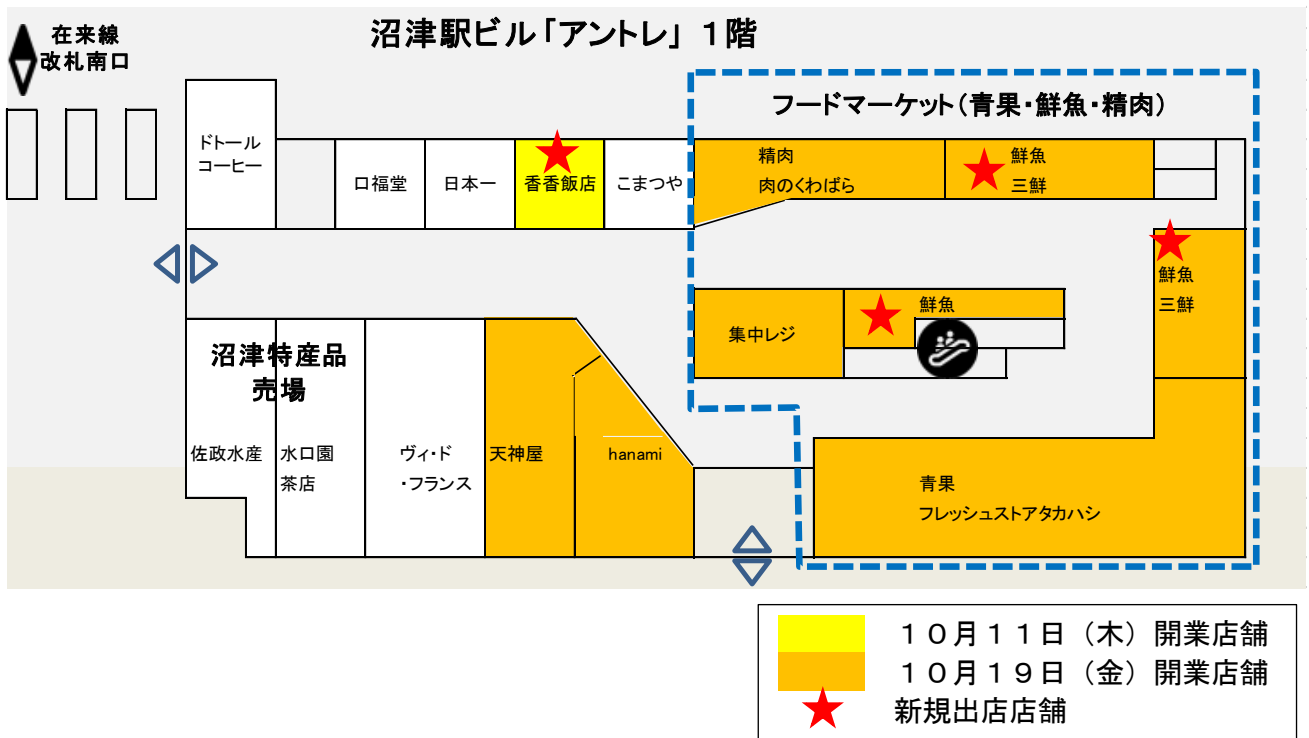 在来線
改札南口
沼津駅ビル「アントレ」 1階
フードマーケット(青果・鮮魚・精肉)
ドトール
コーヒー
口福堂
日本一
香香飯店
こまつや
精肉
肉のくわばら
鮮魚
三鮮
鮮魚
三鮮
集中レジ
鮮魚
沼津特産品
売場
佐政水産
水口園
茶店
ヴィ・ド
・フランス
天神屋
hanami
青果
フレッシュストアタカハシ
10月11日(木)開業店舗
10月19日(金)開業店舗
新規出店店舗